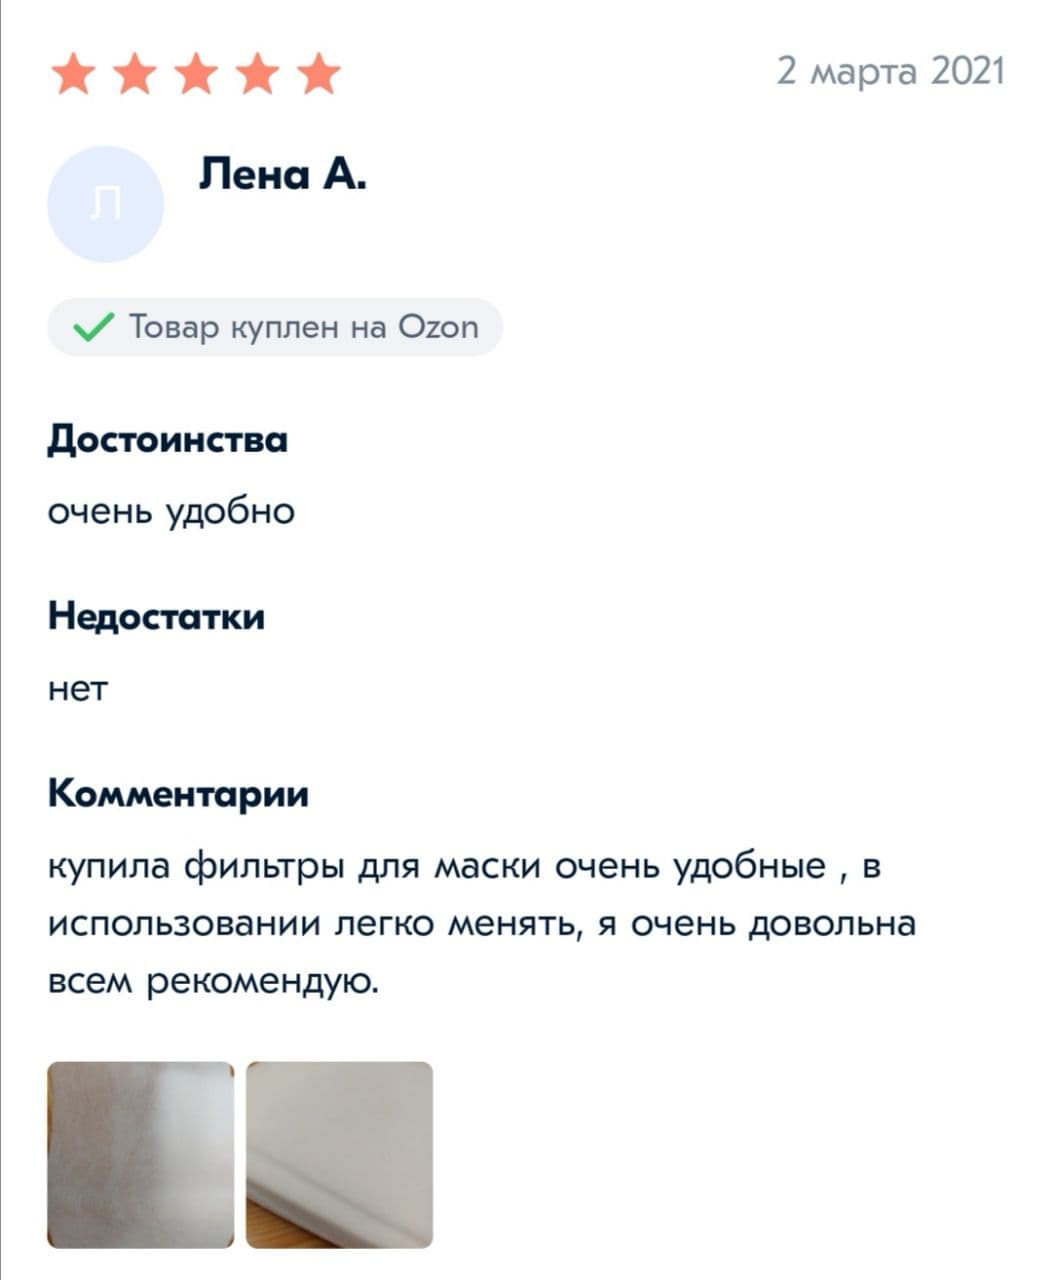 2 марта 2021
Л
Лена А.
Товар куплен на Ozon
Достоинства
очень удобно
Недостатки
нет
Комментарии
купила фильтры для маски очень удобные , в
использовании легко менять, я очень довольна
всем рекомендую.